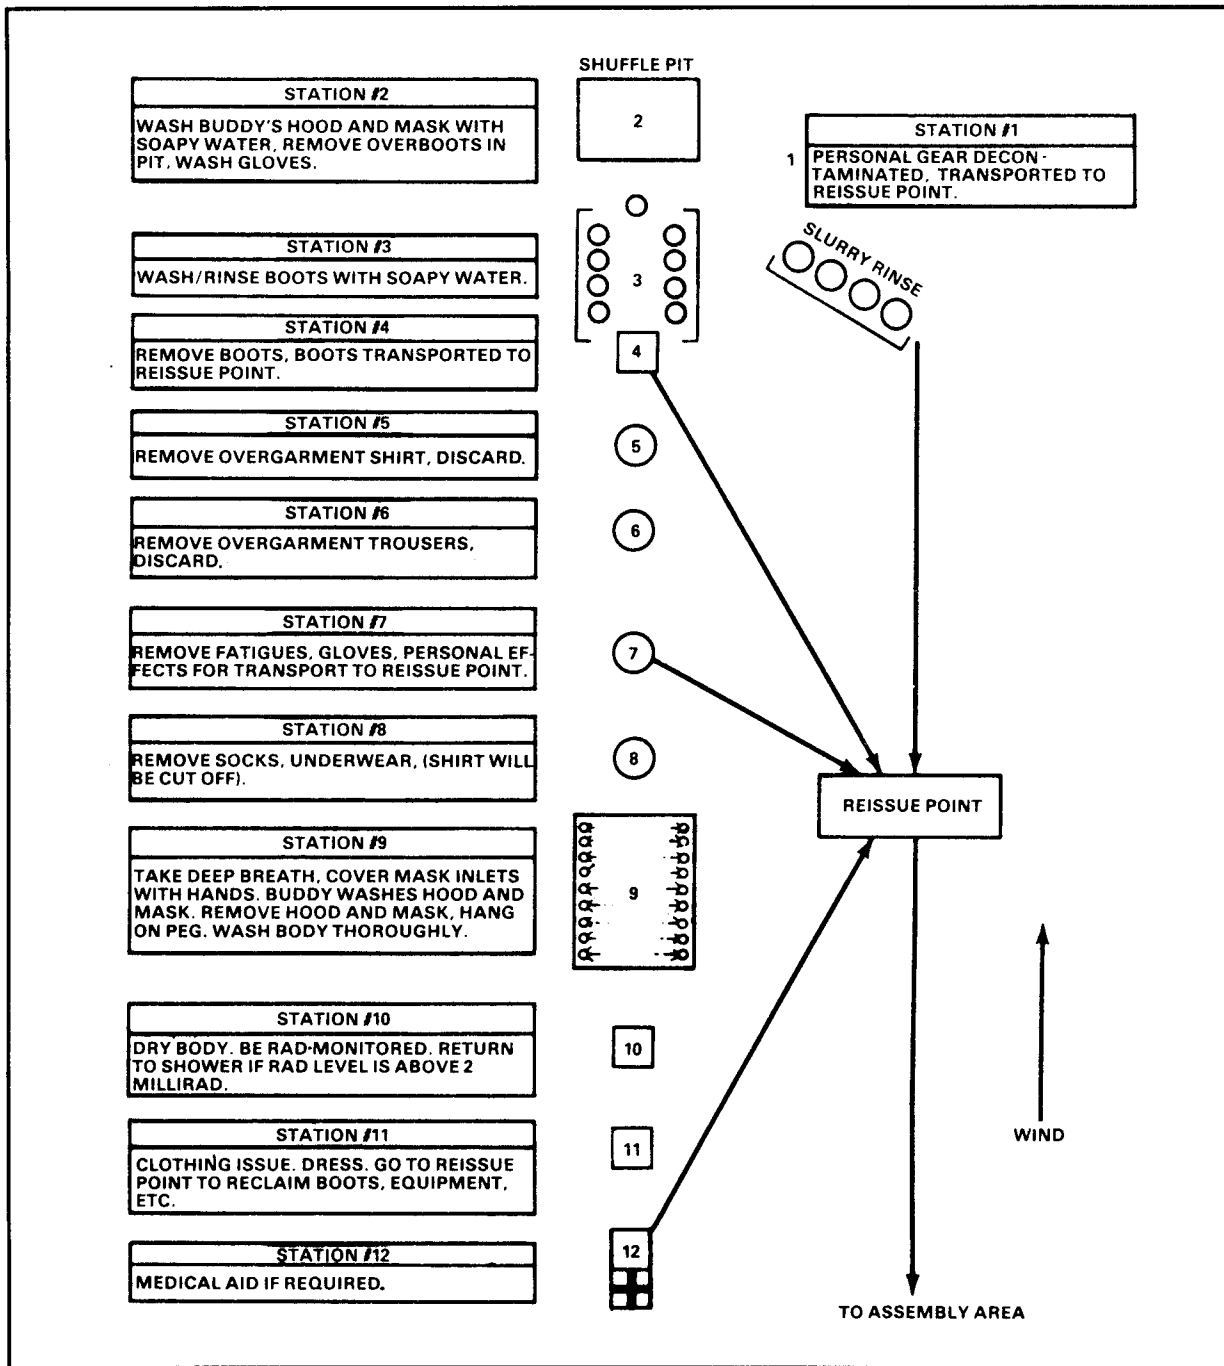 SHUFFLE PIT
2
STATION #2
WASH BUDDY'S HOOD AND MASK WITH
SOAPY WATER, REMOVE OVERBOOTS IN
PIT. WASH GLOVES.
STATION #1
1
PERSONAL GEAR DECON-
TAMINATED, TRANSPORTED TO
REISSUE POINT.
SLURRY RINSE
STATION #3
WASH/RINSE BOOTS WITH SOAPY WATER.
3
STATION #4
REMOVE BOOTS, BOOTS TRANSPORTED TO
REISSUE POINT.
4
STATION #5
REMOVE OVERGARMENT SHIRT, DISCARD.
5
STATION #6
REMOVE OVERGARMENT TROUSERS,
DISCARD.
6
STATION #7
REMOVE FATIGUES, GLOVES, PERSONAL EF-
FECTS FOR TRANSPORT TO REISSUE POINT.
7
STATION #8
REMOVE SOCKS, UNDERWEAR, (SHIRT WILL
BE CUT OFF).
8
REISSUE POINT
STATION #9
TAKE DEEP BREATH, COVER MASK INLETS
WITH HANDS. BUDDY WASHES HOOD AND
MASK. REMOVE HOOD AND MASK, HANG
ON PEG. WASH BODY THOROUGHLY.
9
STATION #10
DRY BODY. BE RAD-MONITORED. RETURN
TO SHOWER IF RAD LEVEL IS ABOVE 2
MILLIRAD.
10
STATION #11
CLOTHING ISSUE. DRESS. GO TO REISSUE
POINT TO RECLAIM BOOTS, EQUIPMENT,
ETC.
11
WIND
STATION #12
MEDICAL AID IF REQUIRED.
12
TO ASSEMBLY AREA